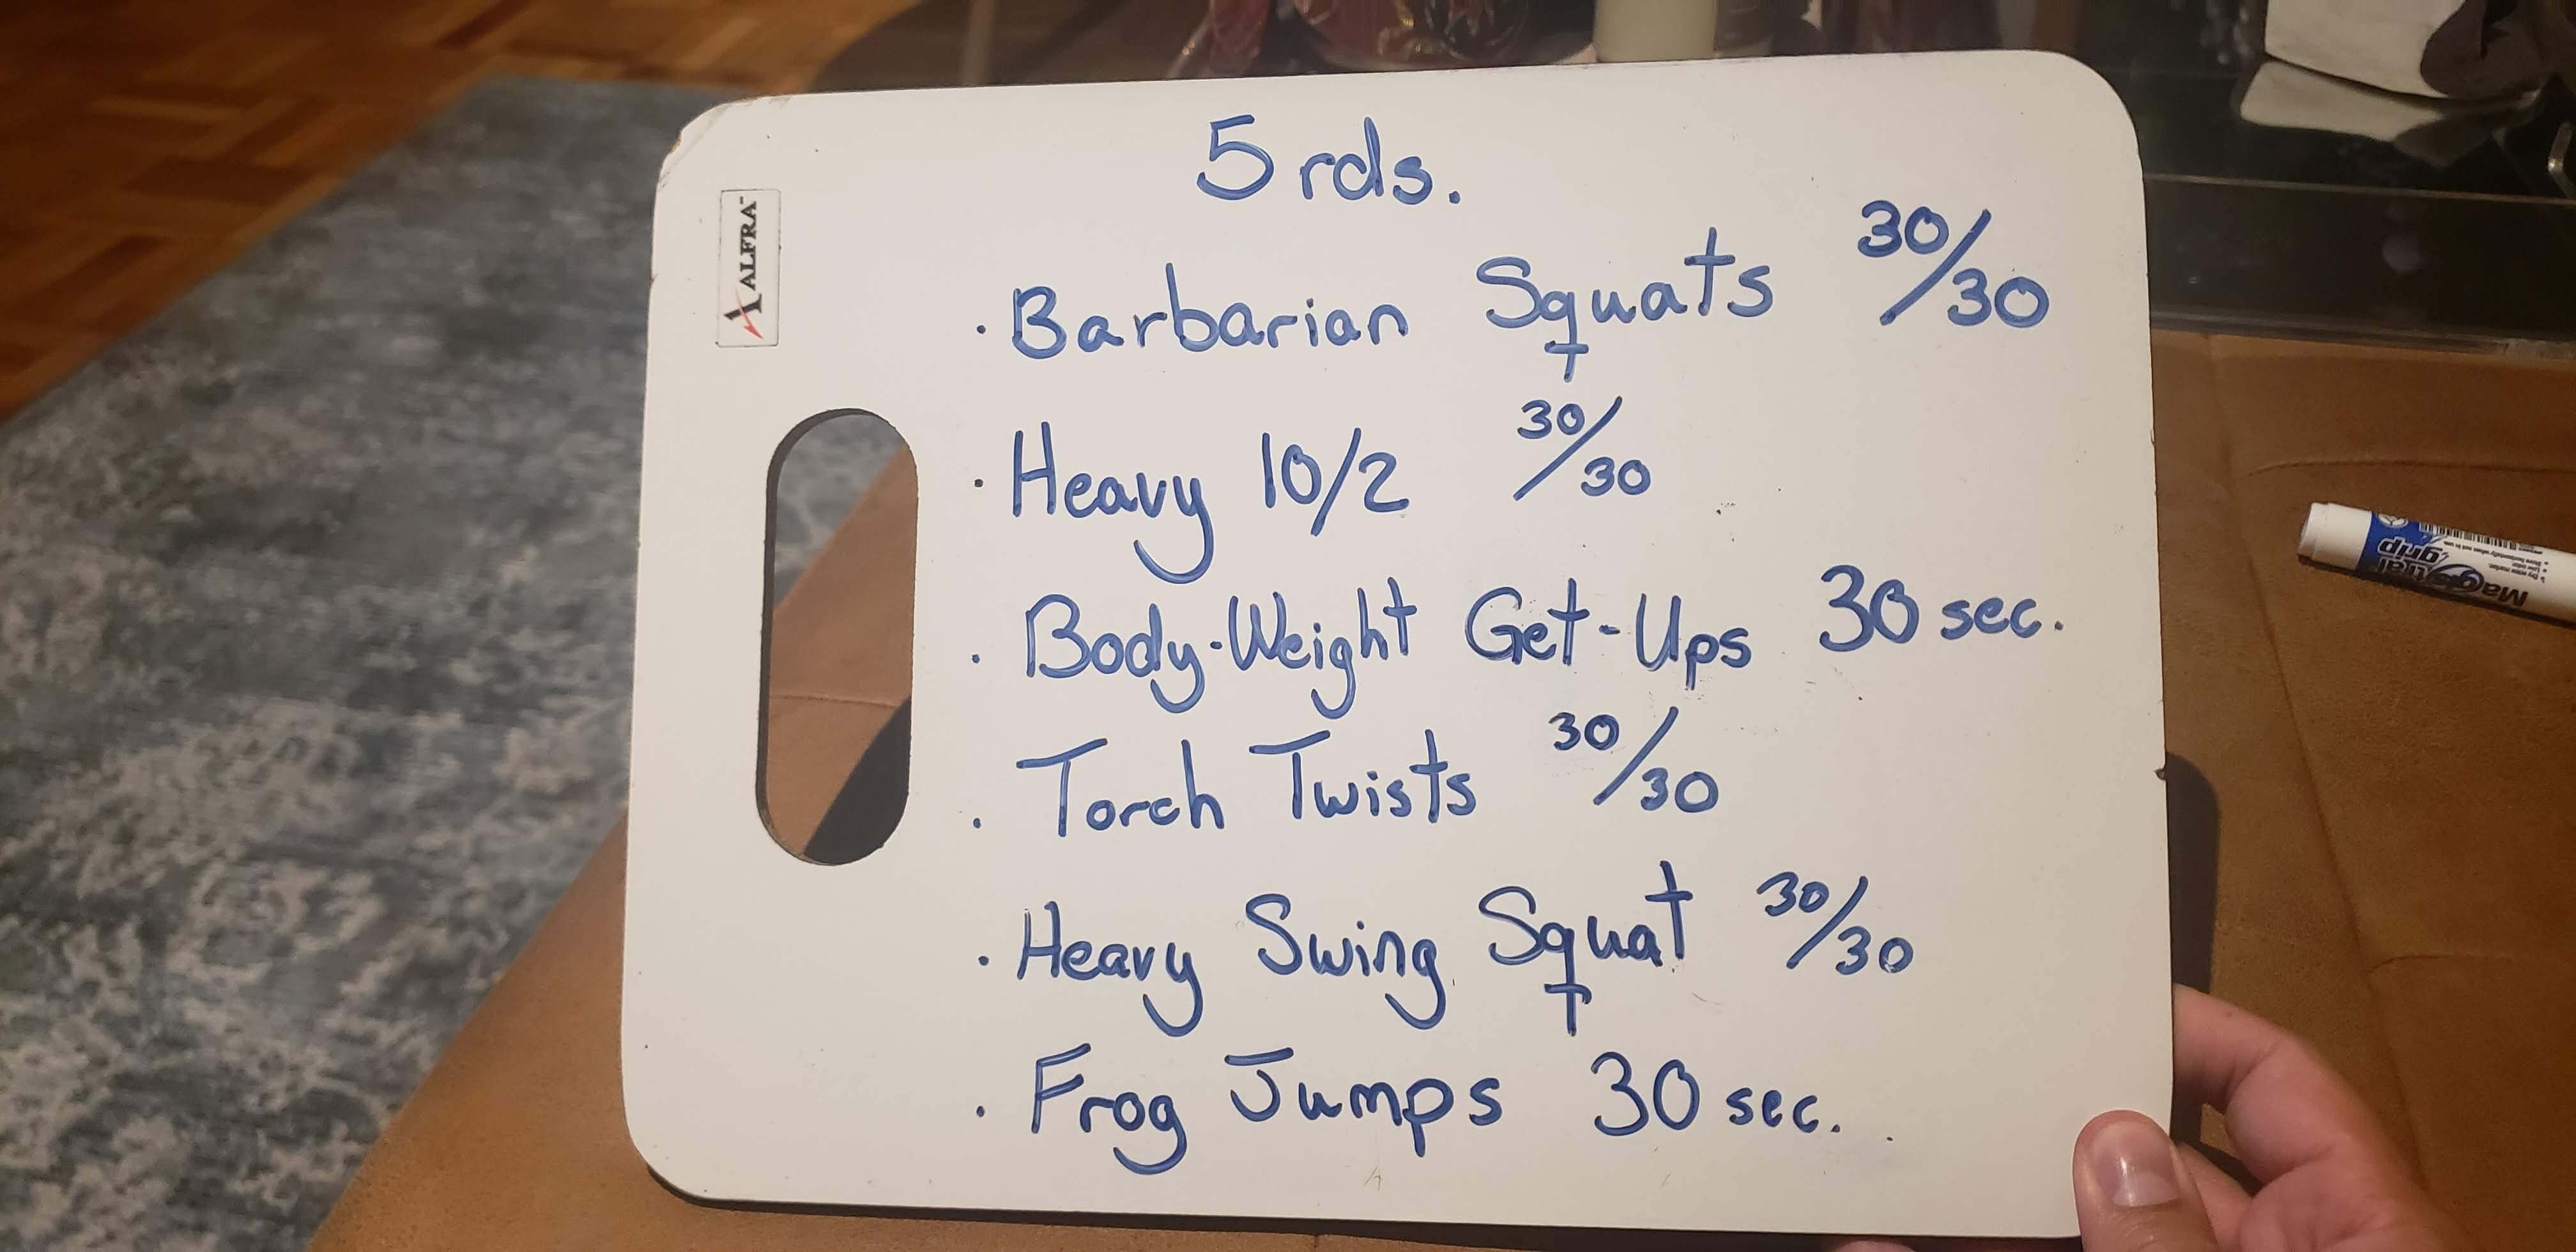 5 rds.
· Barbarian Squats 30/30
· Heavy 10/2 30/30
· Body-Weight Get-Ups 30 sec.
· Torch Twists 30/30
· Heavy Swing Squat 30/30
· Frog Jumps 30 sec.
ALFRA
Magistral
grip